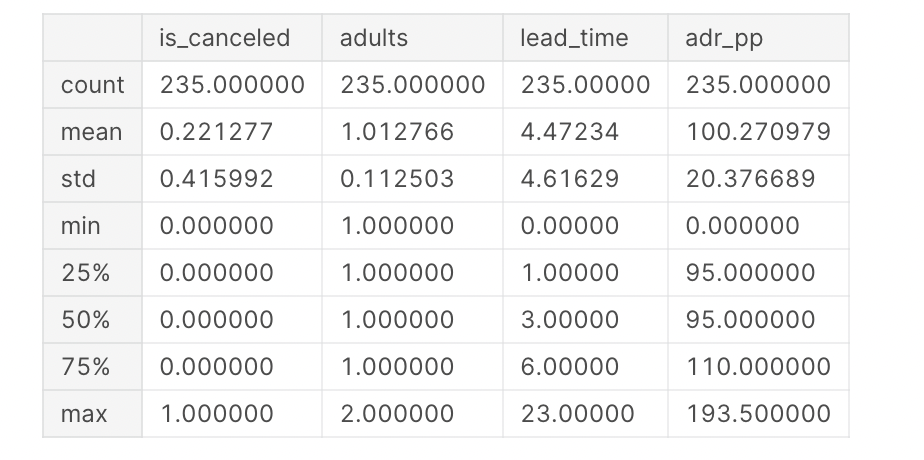 is_canceled adults lead_time adr_pp
count 235.000000 235.000000 235.00000 235.000000
mean 0.221277 1.012766 4.47234 100.270979
std 0.415992 0.112503 4.61629 20.376689
min 0.000000 1.000000 0.00000 0.000000
25% 0.000000 1.000000 1.00000 95.000000
50% 0.000000 1.000000 3.00000 95.000000
75% 0.000000 1.000000 6.00000 110.000000
max 1.000000 2.000000 23.00000 193.500000